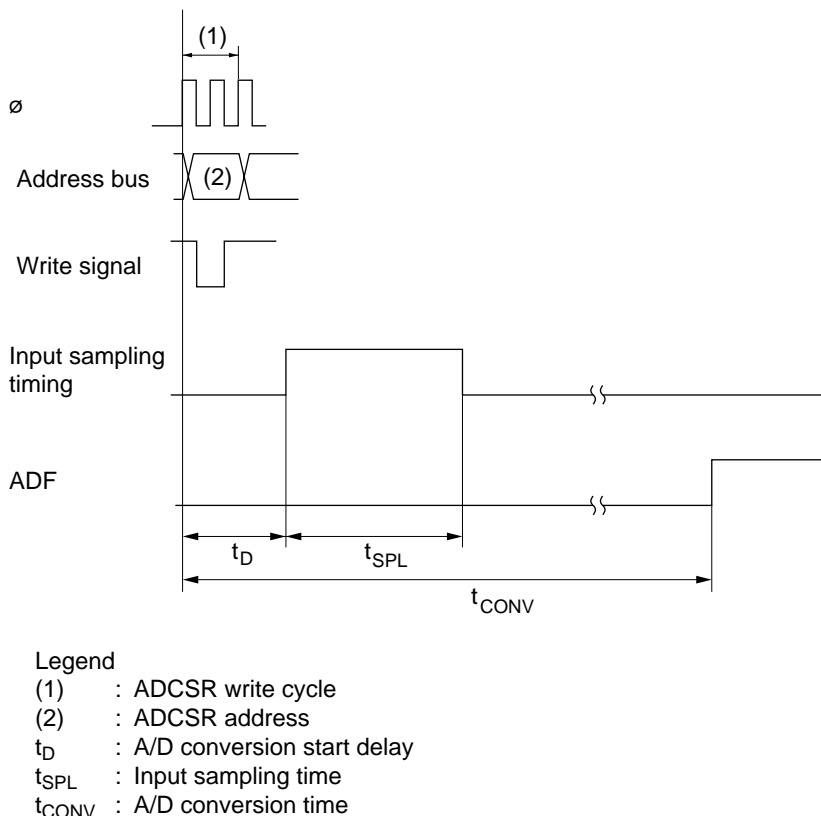 (1)
ø
Address bus
(2)
Write signal
Input sampling
timing
ADF
tD
tSPL
tCONV
Legend
(1) : ADCSR write cycle
(2) : ADCSR address
tD : A/D conversion start delay
tSPL : Input sampling time
tCONV : A/D conversion time